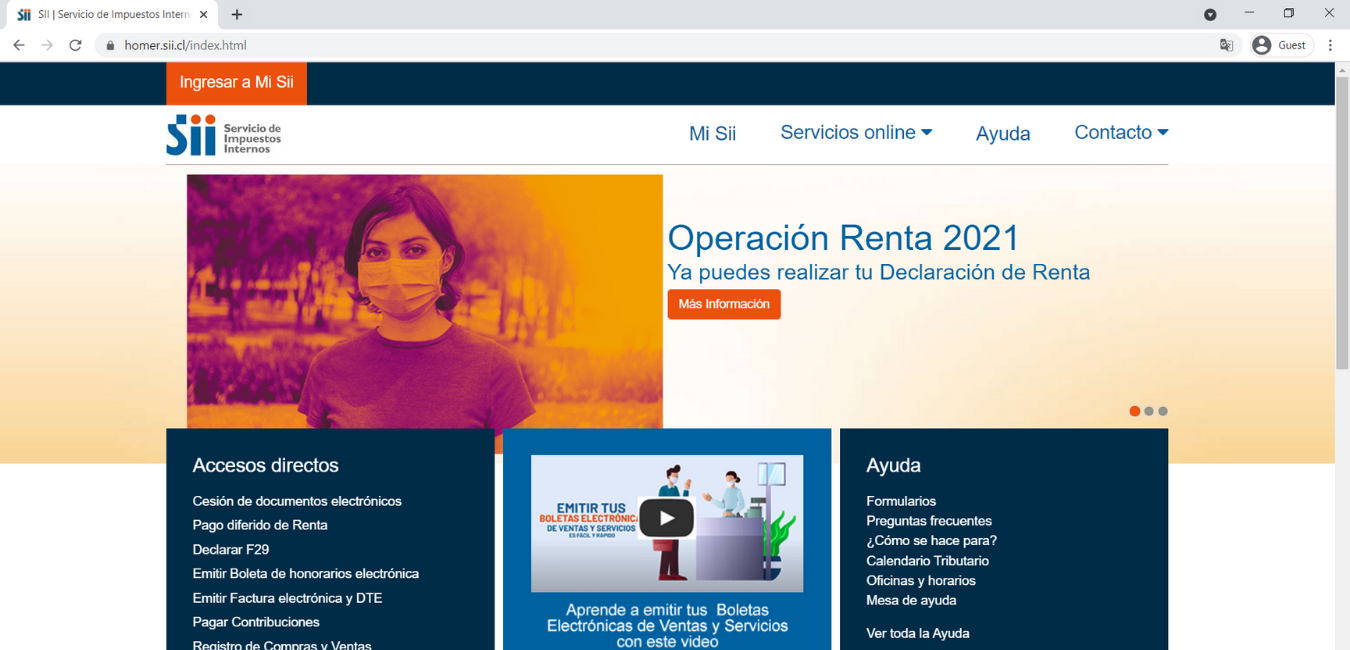 SII | Servicio de Impuestos Intern
homer.sii.cl/index.html
Guest
Ingresar a Mi Sii
Sii Servicio de
Impuestos
Internos
Mi Sii
Servicios online
Ayuda
Contacto
Operación Renta 2021
Ya puedes realizar tu Declaración de Renta
Más Información
Accesos directos
Cesión de documentos electrónicos
Pago diferido de Renta
Declarar F29
Emitir Boleta de honorarios electrónica
Emitir Factura electrónica y DTE
Pagar Contribuciones
Registro de Compras y Ventas
EMITIR TUS
BOLETAS ELECTRÓNIC
DE VENTAS Y SERVICIOS
ES FÁCIL Y RÁPIDO
Aprende a emitir tus Boletas
Electrónicas de Ventas y Servicios
con este video
Ayuda
Formularios
Preguntas frecuentes
¿Cómo se hace para?
Calendario Tributario
Oficinas y horarios
Mesa de ayuda
Ver toda la Ayuda